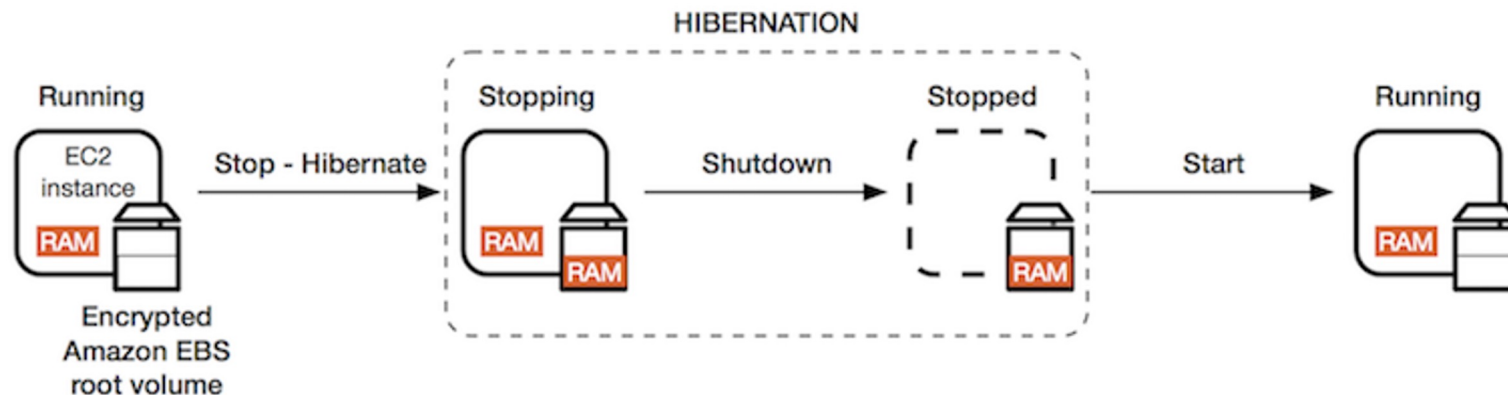 HIBERNATION
Running
Stopping
Stopped
Running
EC2
instance
RAM
Stop - Hibernate
RAM
RAM
Shutdown
RAM
Start
RAM
Encrypted
Amazon EBS
root volume